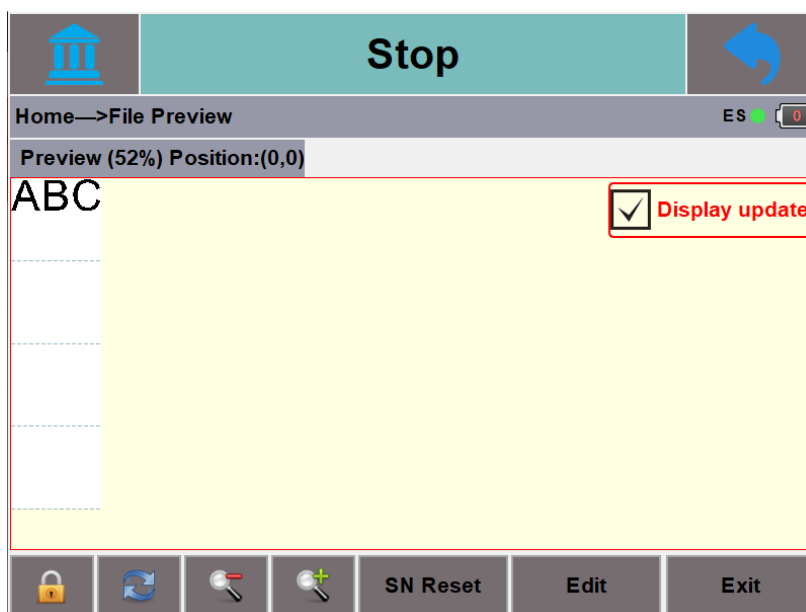 Stop
Home—>File Preview
ES 0
Preview (52%) Position:(0,0)
ABC
Display update
SN Reset
Edit
Exit